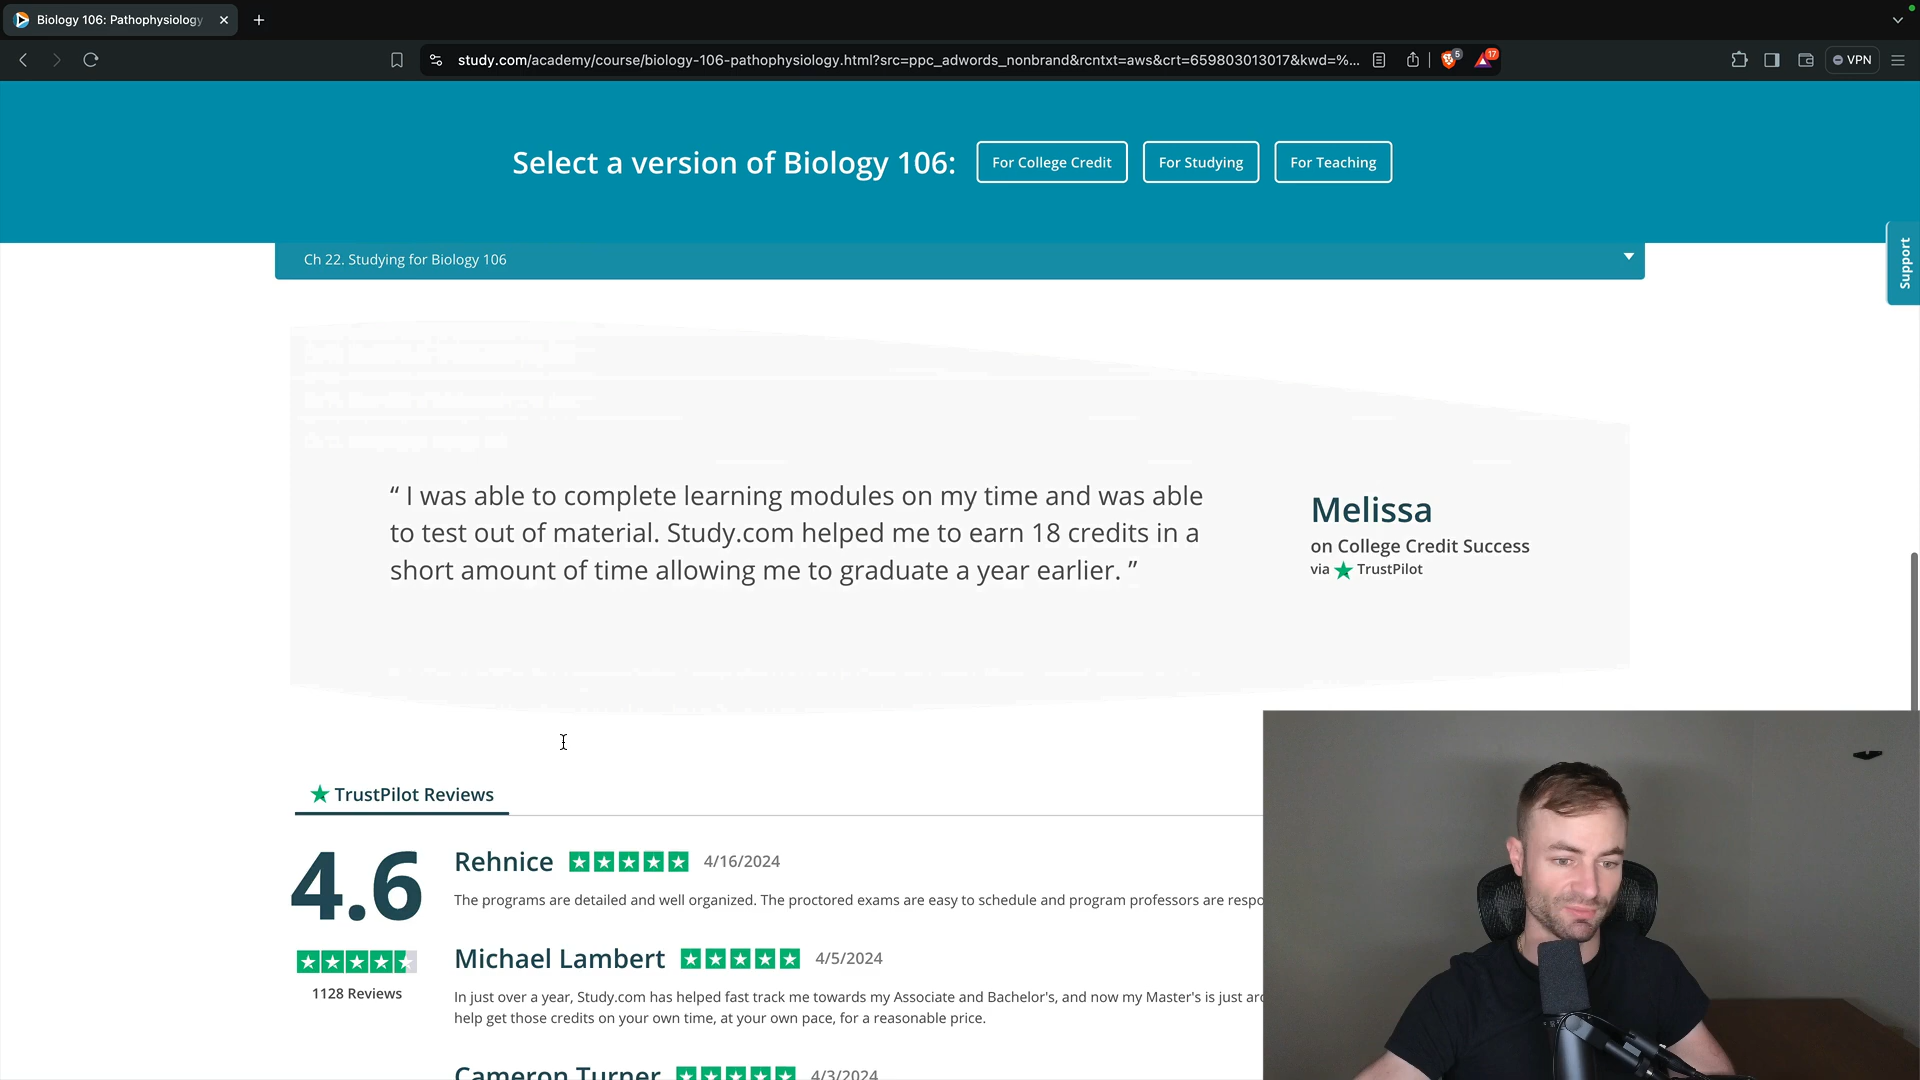 Biology 106: Pathophysiology
study.com/academy/course/biology-106-pathophysiology.html?src=ppc_adwords_nonbrand&rcntxt=aws&crt=659803013017&kwd=%...
5
17
VPN
Select a version of Biology 106:
For College Credit
For Studying
For Teaching
Support
Ch 22. Studying for Biology 106
“ I was able to complete learning modules on my time and was able
to test out of material. Study.com helped me to earn 18 credits in a
short amount of time allowing me to graduate a year earlier. ”
Melissa
on College Credit Success
via TrustPilot
TrustPilot Reviews
4.6
1128 Reviews
Rehnice 4/16/2024
The programs are detailed and well organized. The proctored exams are easy to schedule and program professors are
Michael Lambert 4/5/2024
In just over a year, Study.com has helped fast track me towards my Associate and Bachelor's, and now my Master's is just
help get those credits on your own time, at your own pace, for a reasonable price.
Cameron Turner 4/3/2024